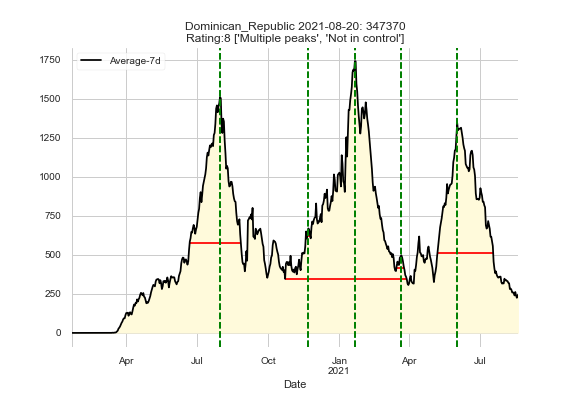 Dominican_Republic 2021-08-20: 347370
Rating:8 ['Multiple peaks', 'Not in control']
Average-7d
1750
1500
1250
1000
750
500
250
0
Apr
Jul
Oct
Jan
2021
Apr
Jul
Date